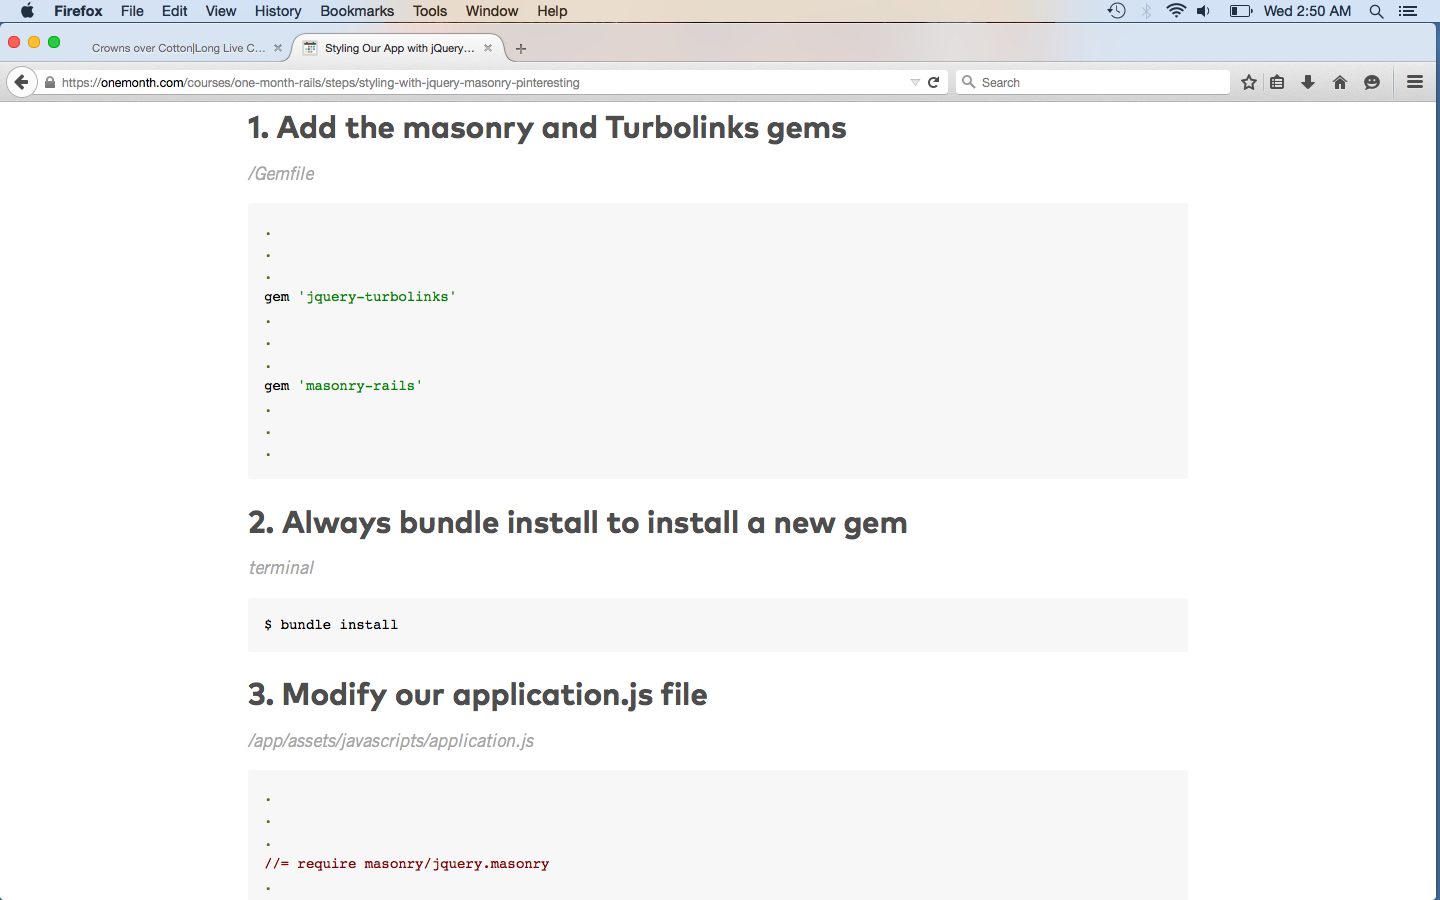 Firefox File Edit View History Bookmarks Tools Window Help Wed 2:50 AM
Crowns over Cotton|Long Live C... Styling Our App with jQuery...
https://onemonth.com/courses/one-month-rails/steps/styling-with-jquery-masonry-pinteresting Search
1. Add the masonry and Turbolinks gems
/Gemfile
.
.
.
gem 'jquery-turbolinks'
.
.
.
gem 'masonry-rails'
.
.
.
2. Always bundle install to install a new gem
terminal
$ bundle install
3. Modify our application.js file
/app/assets/javascripts/application.js
.
.
.
//= require masonry/jquery.masonry
.